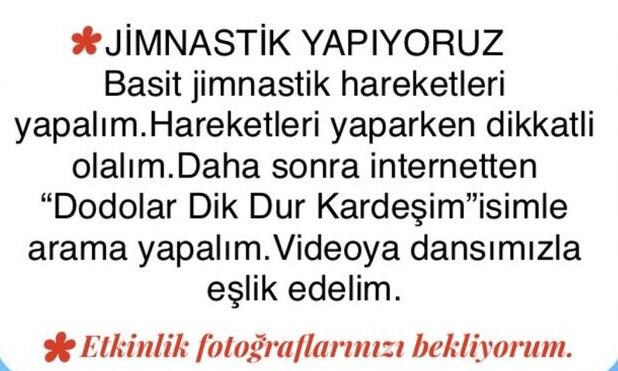 JİMNASTİK YAPIYORUZ
Basit jimnastik hareketleri
yapalım.Hareketleri yaparken dikkatli
olalım.Daha sonra internetten
“Dodolar Dik Dur Kardeşim”isimle
arama yapalım.Videoya dansımızla
eşlik edelim.
Etkinlik fotoğraflarınızı bekliyorum.